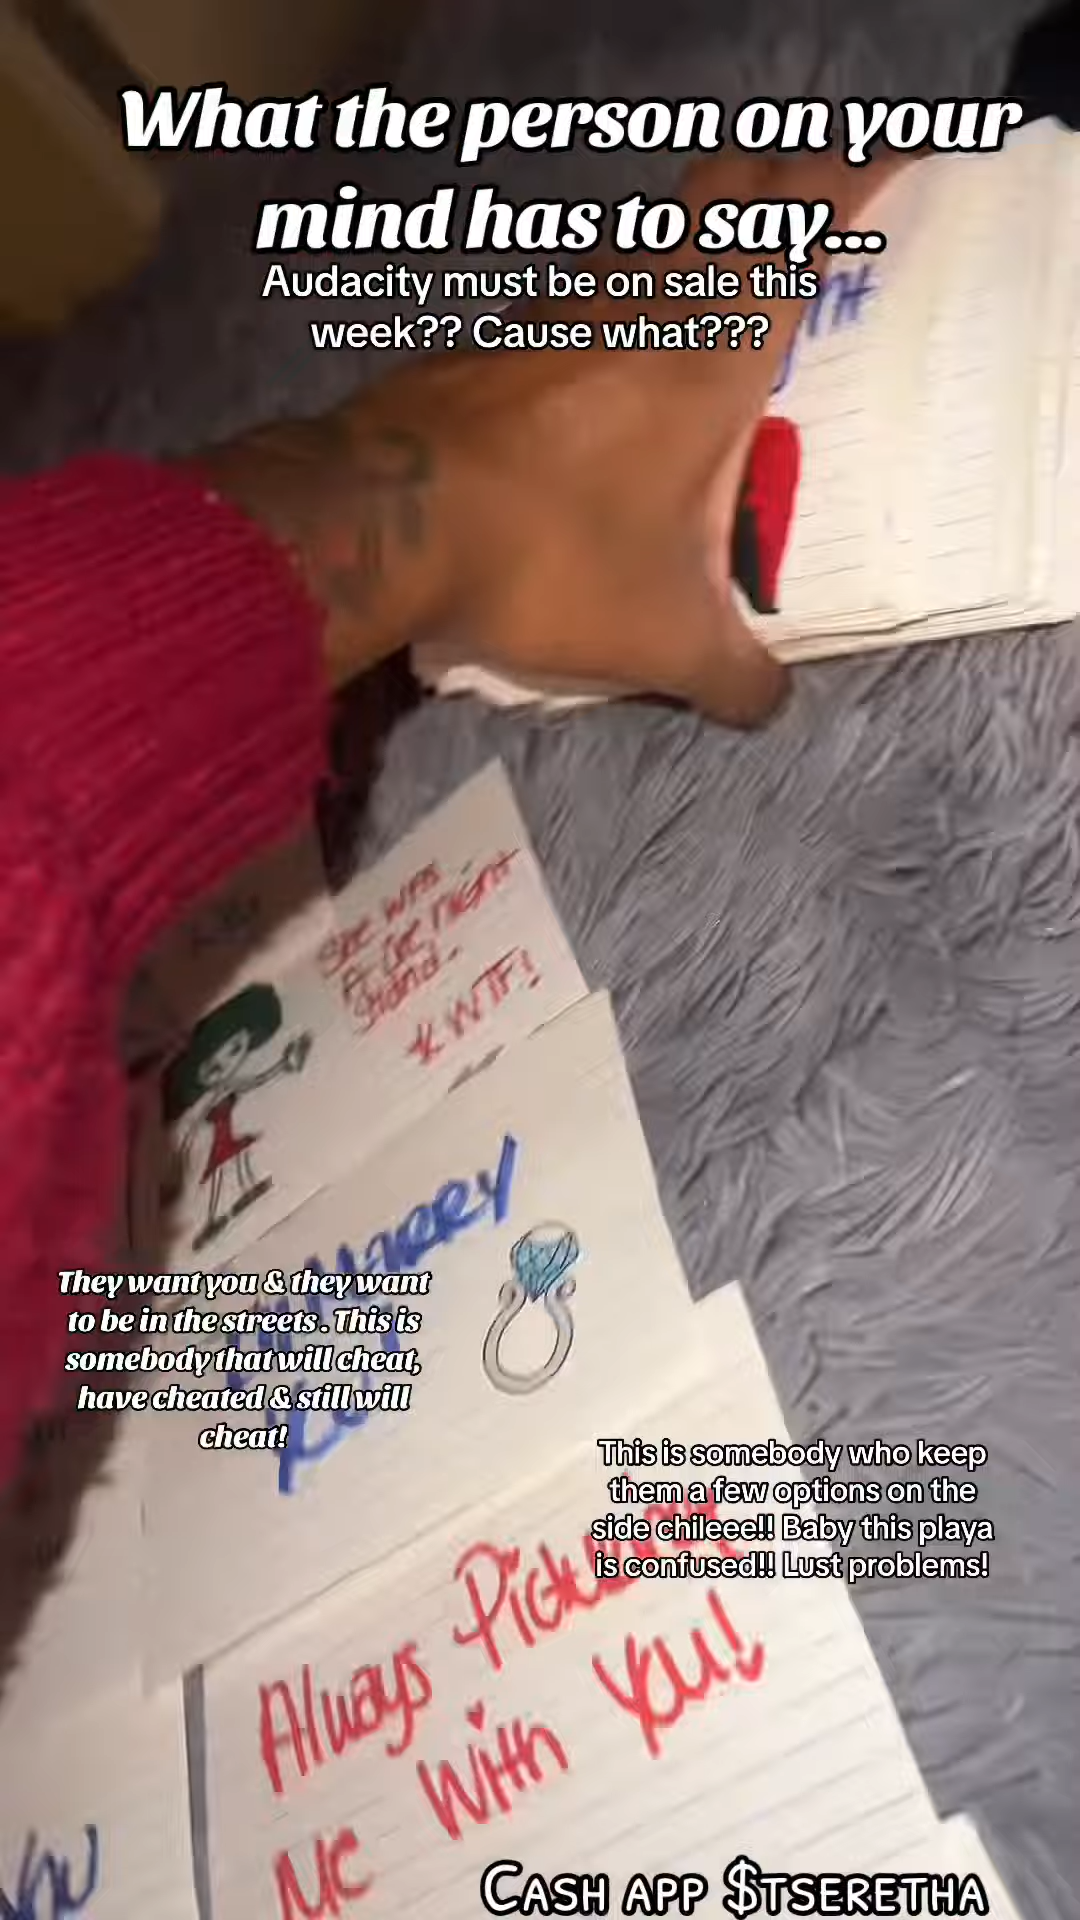 What the person on your
mind has to say...
Audacity must be on sale this
week?? Cause what???
She was
A one night
stand..
WTF!
Marry
They want you & they want
to be in the streets. This is
somebody that will cheat,
have cheated & still will
cheat!
This is somebody who keep
them a few options on the
side chileee!! Baby this playa
is confused!! Lust problems!
Always
Me With You!
You
Cash app $tseretha